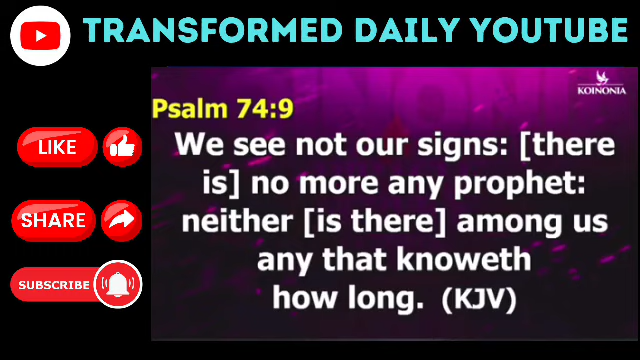 TRANSFORMED DAILY YOUTUBE
KOINONIA
Psalm 74:9
We see not our signs: [there
is] no more any prophet:
neither [is there] among us
any that knoweth
how long. (KJV)
LIKE
SHARE
SUBSCRIBE